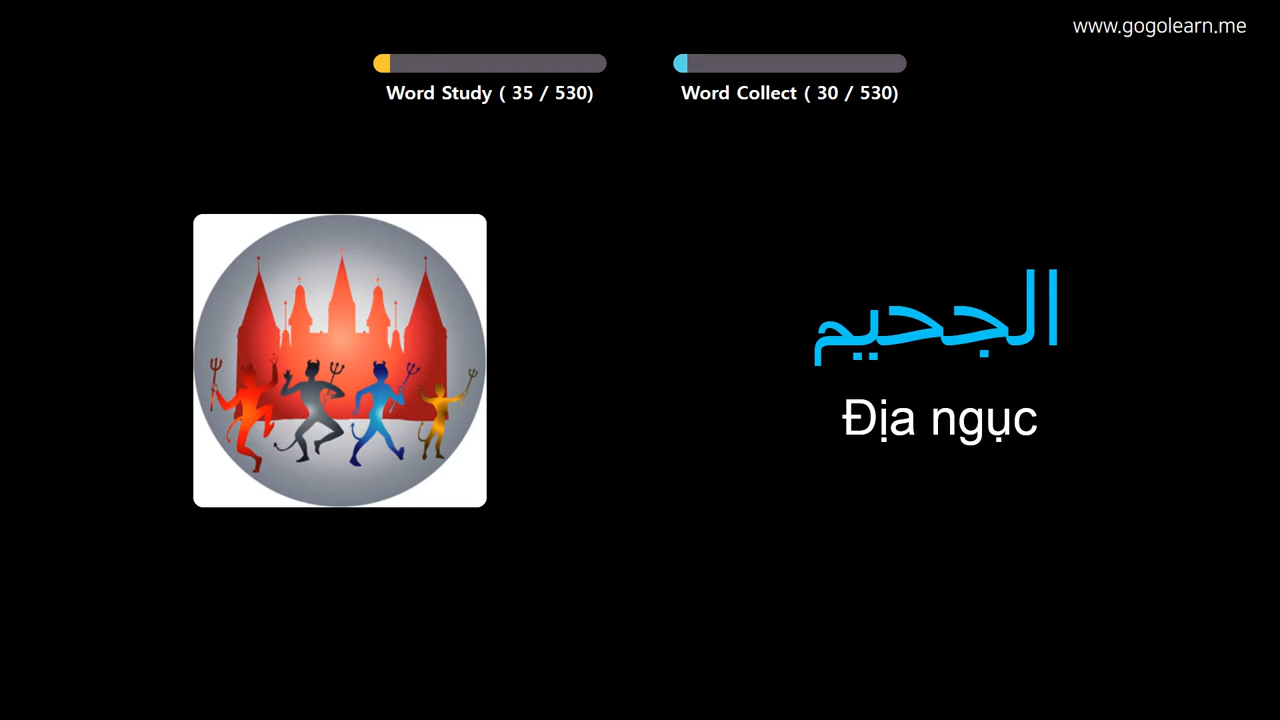 www.gogolearn.me
Word Study ( 35 / 530)
Word Collect ( 30 / 530)
الجحيم
Địa ngục